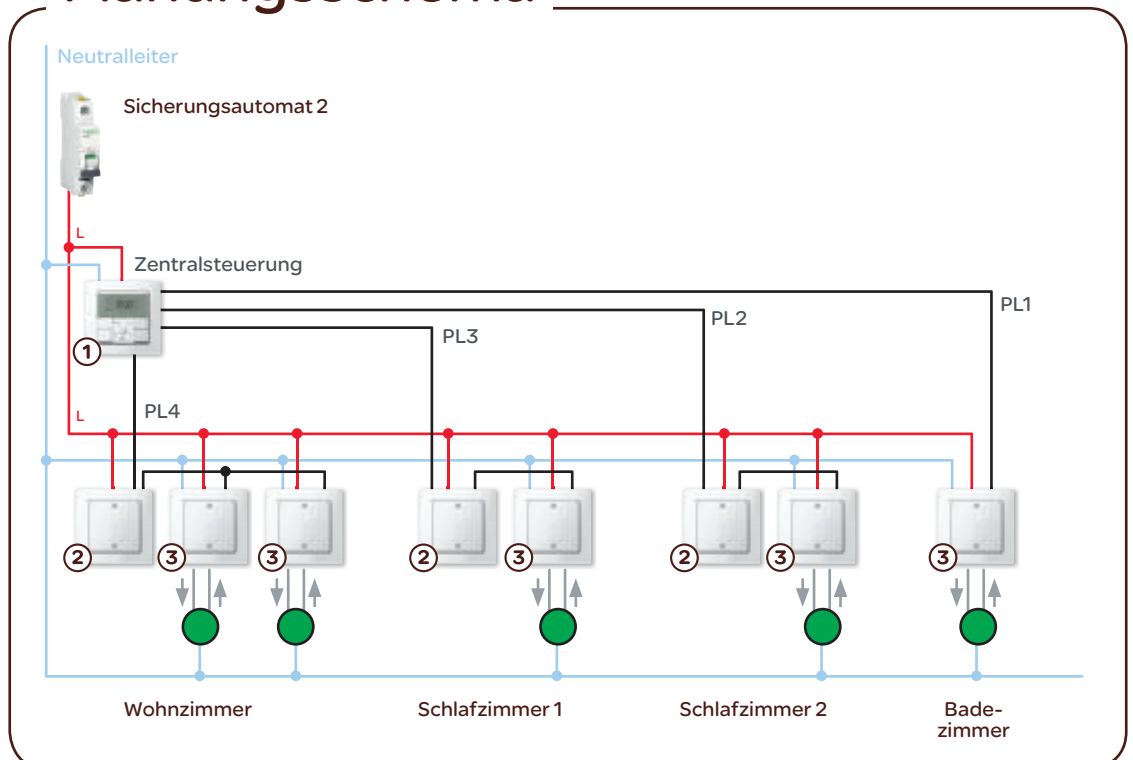 Planungsschema
Neutralleiter
Sicherungsautomat 2
L
Zentralsteuerung
PL1
PL2
PL3
1
L
PL4
2
3
3
2
3
2
3
3
Wohnzimmer
Schlafzimmer 1
Schlafzimmer 2
Bade-
zimmer